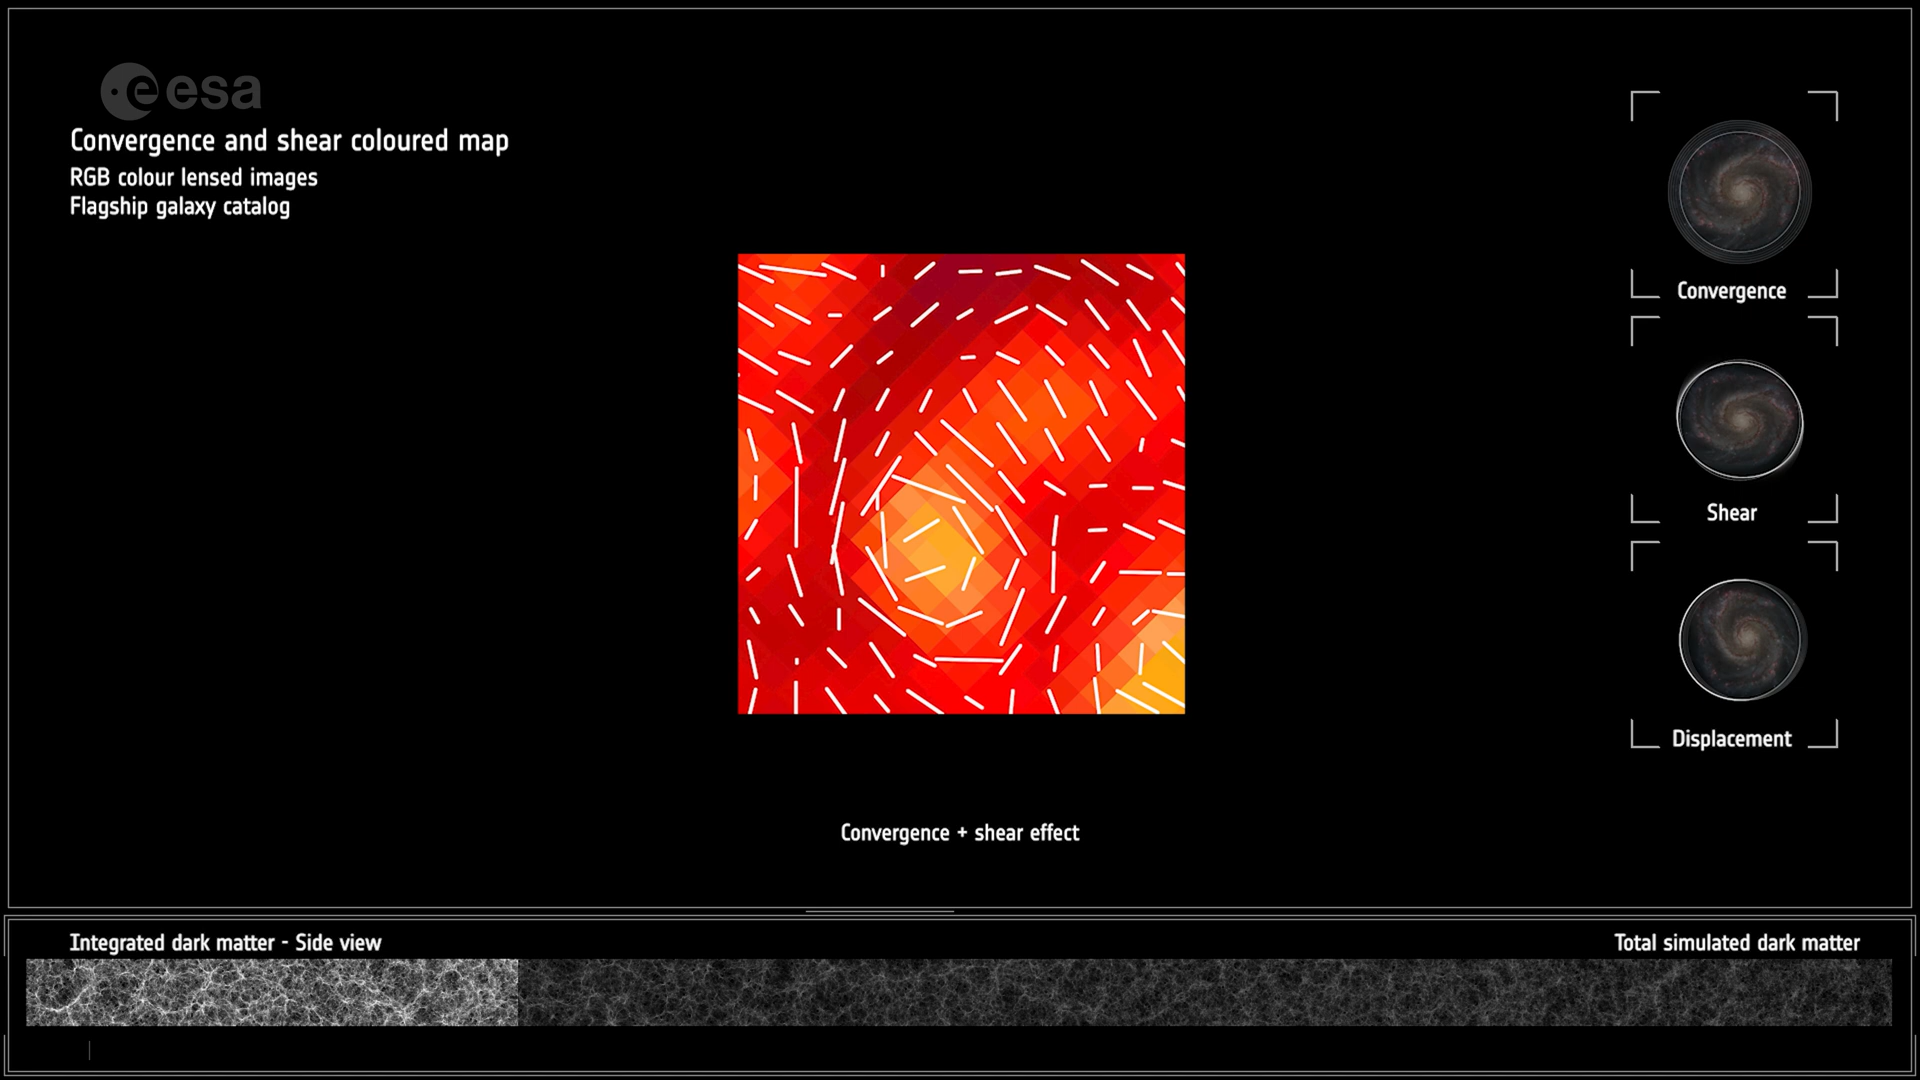 esa
Convergence and shear coloured map
RGB colour lensed images
Flagship galaxy catalog
Convergence
Shear
Displacement
Convergence + shear effect
Integrated dark matter - Side view
Total simulated dark matter